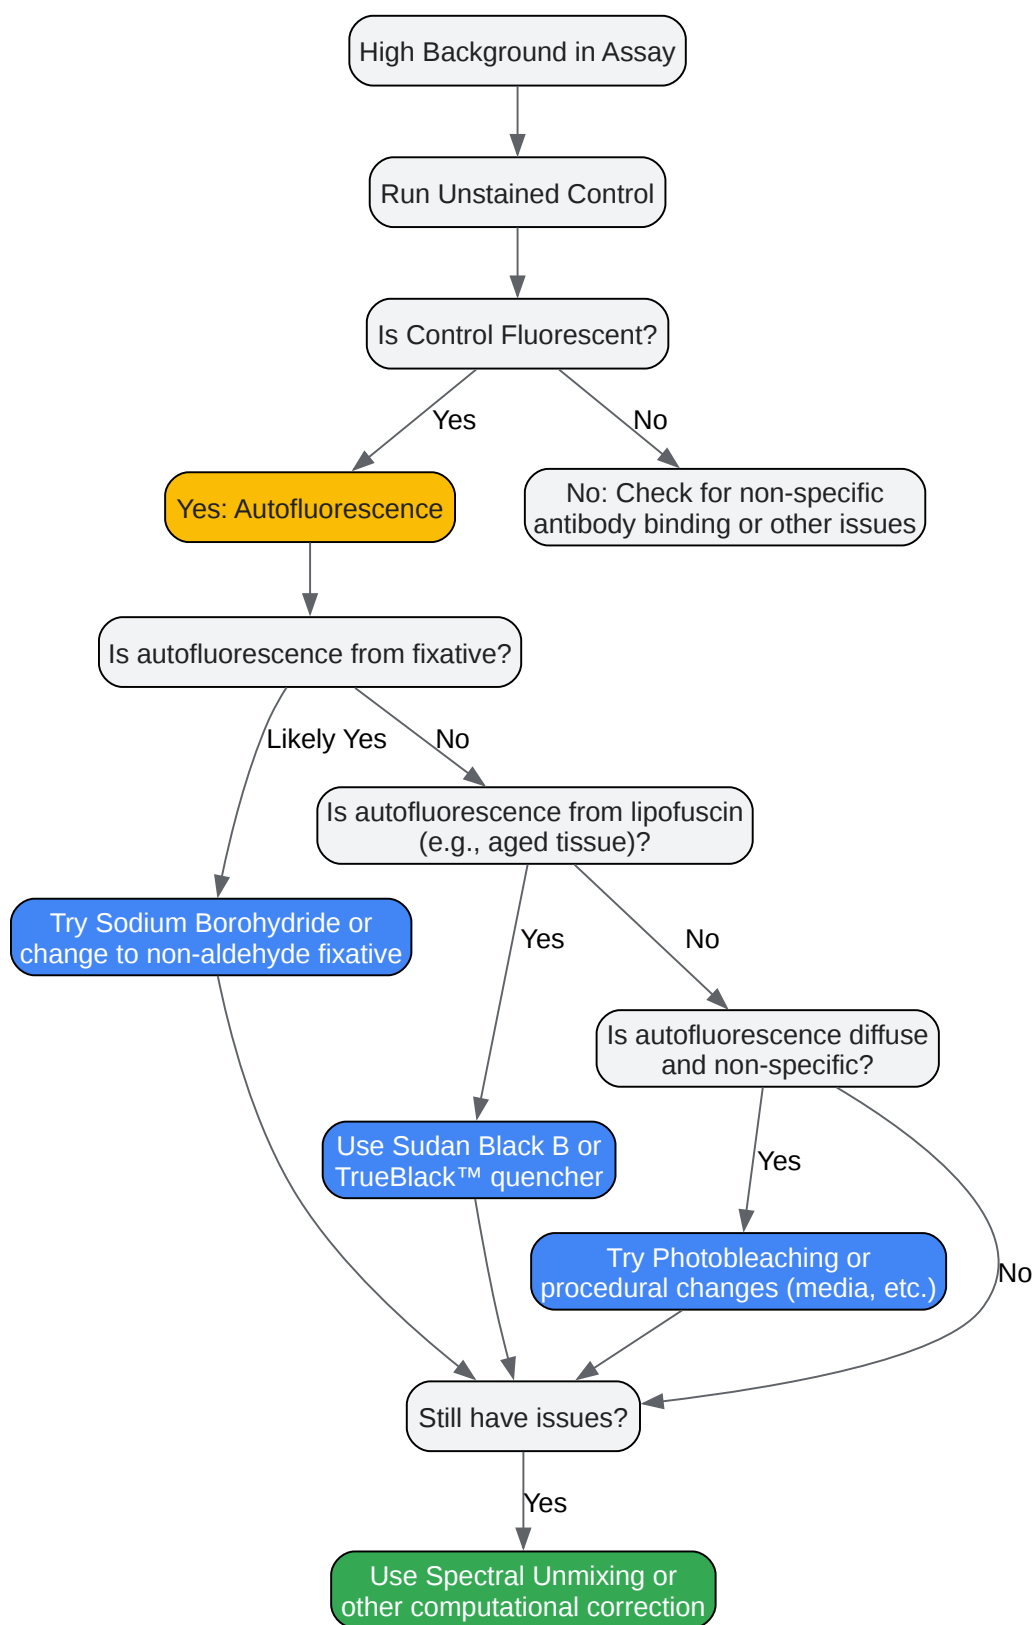 High Background in Assay
Run Unstained Control
Is Control Fluorescent?
Yes
No
Yes: Autofluorescence
No: Check for non-specific
antibody binding or other issues
Is autofluorescence from fixative?
Likely Yes
No
Is autofluorescence from lipofuscin
(e.g., aged tissue)?
Try Sodium Borohydride or
change to non-aldehyde fixative
Yes
No
Is autofluorescence diffuse
and non-specific?
Use Sudan Black B or
TrueBlack™ quencher
Yes
No
Try Photobleaching or
procedural changes (media, etc.)
Still have issues?
Yes
Use Spectral Unmixing or
other computational correction